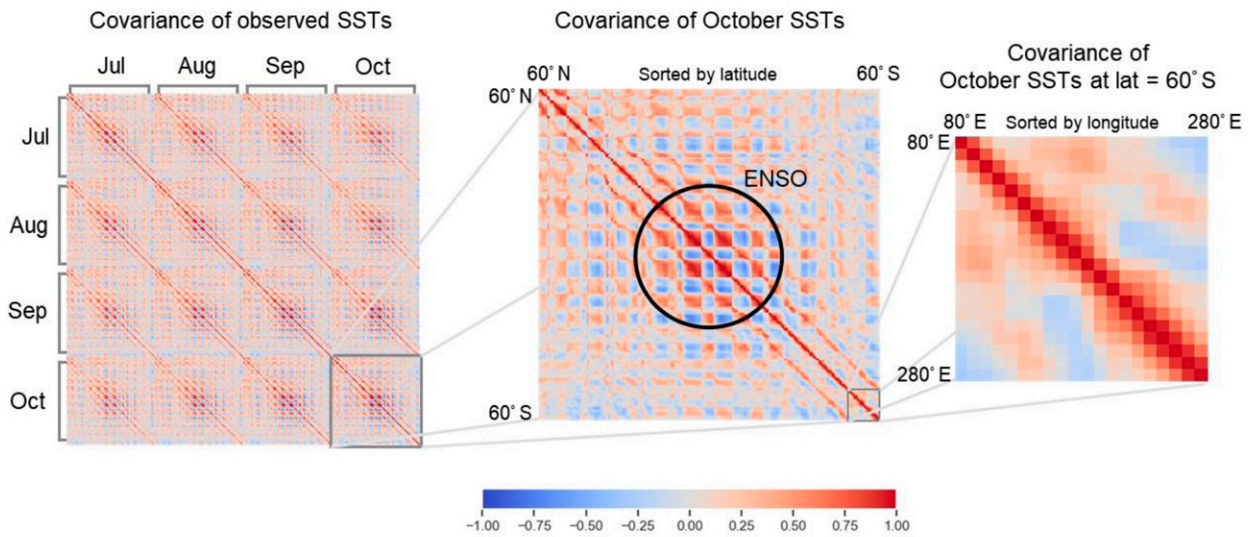 Covariance of observed SSTs
Jul Aug Sep Oct
Jul
Aug
Sep
Oct
Covariance of October SSTs
60° N Sorted by latitude 60° S
60° N
ENSO
60° S
Covariance of
October SSTs at lat = 60° S
80° E Sorted by longitude 280° E
80° E
280° E
−1.00 −0.75 −0.50 −0.25 0.00 0.25 0.50 0.75 1.00